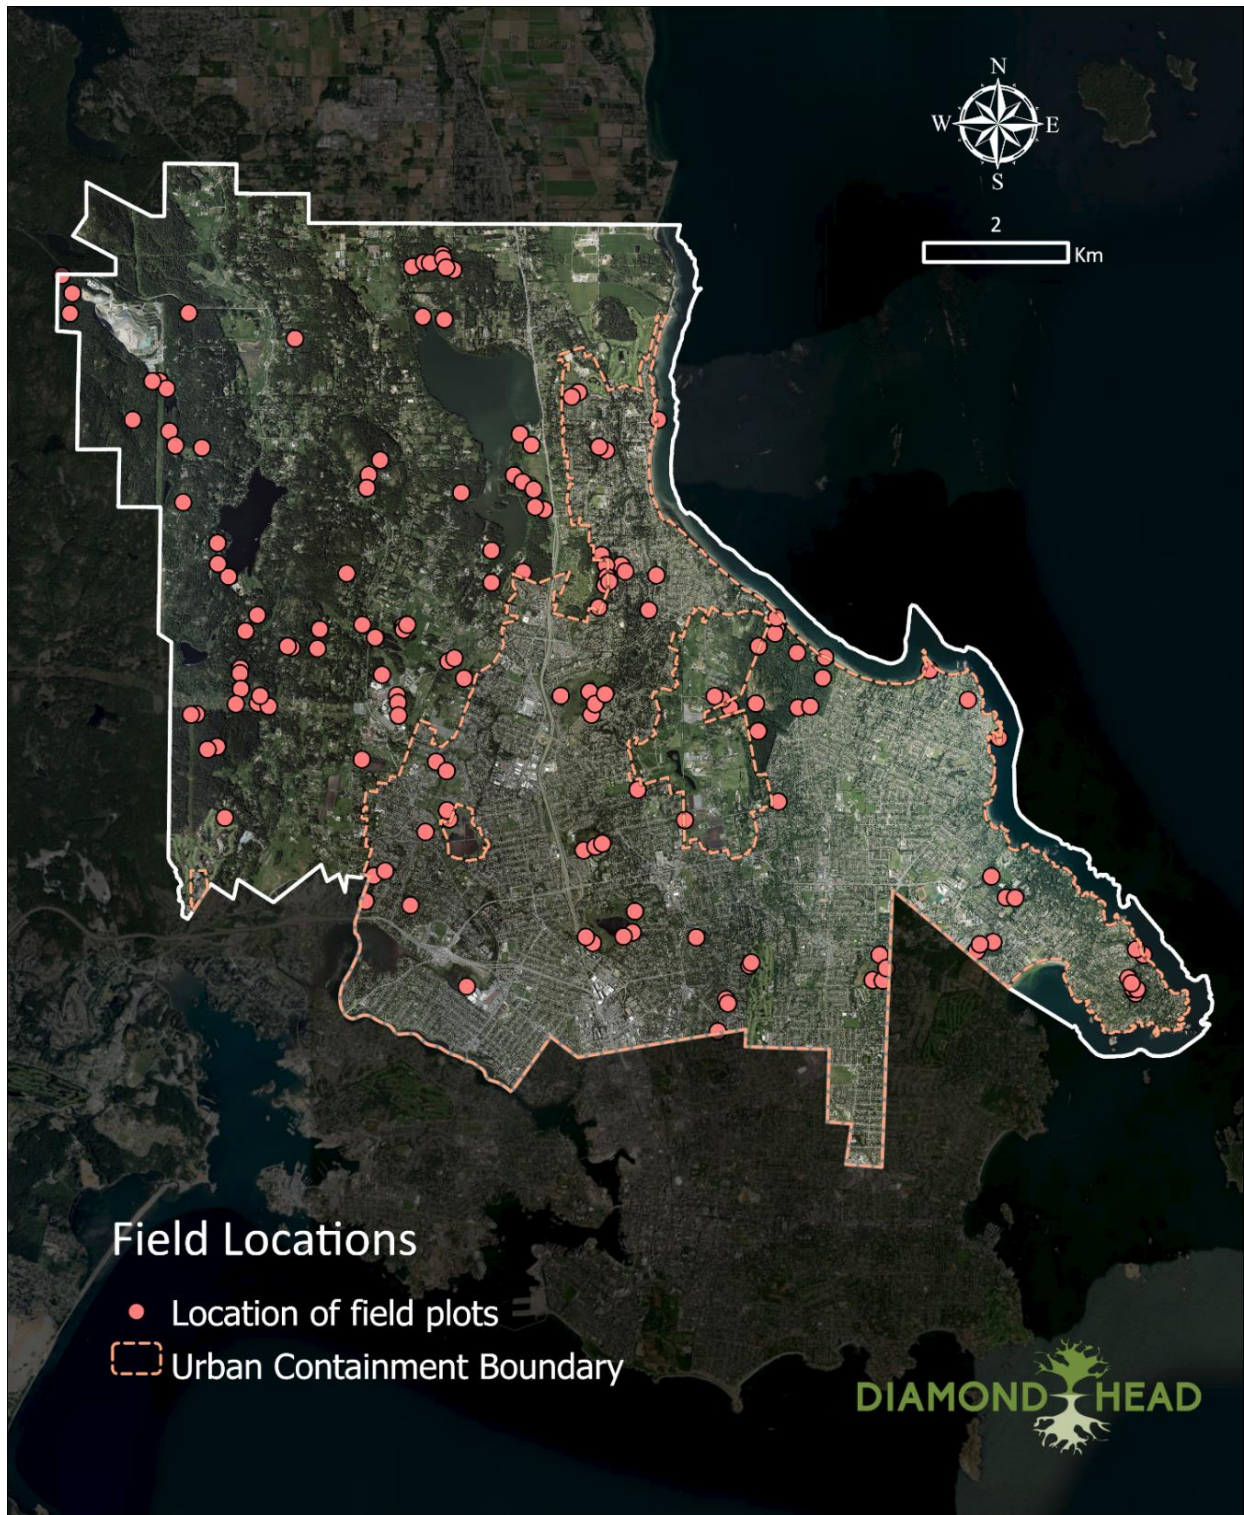 N
W E
S
2
Km
Field Locations
Location of field plots
Urban Containment Boundary
DIAMOND HEAD